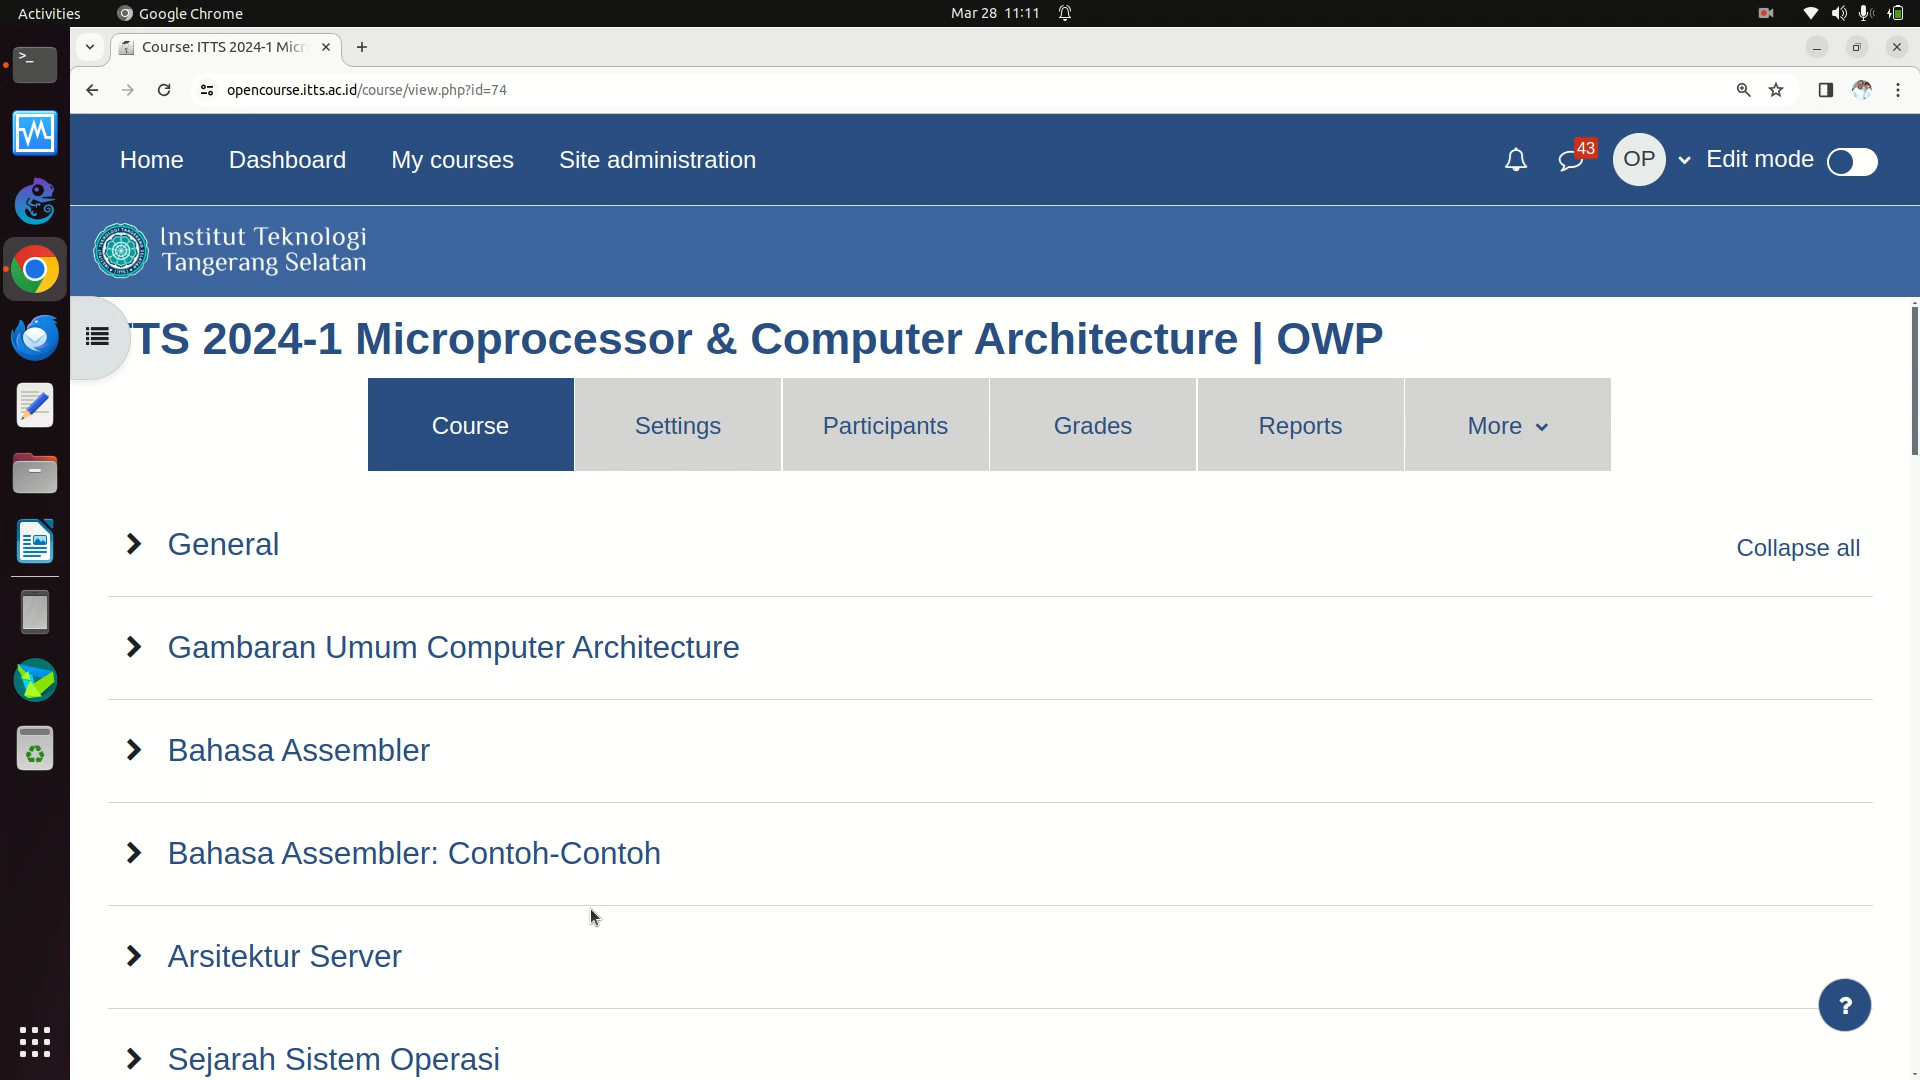 Activities
Google Chrome
Mar 28 11:11
Course: ITTS 2024-1 Micr
opencourse.itts.ac.id/course/view.php?id=74
Home
Dashboard
My courses
Site administration
43
OP
Edit mode
Institut Teknologi
Tangerang Selatan
TS 2024-1 Microprocessor & Computer Architecture | OWP
Course
Settings
Participants
Grades
Reports
More
General
Collapse all
Gambaran Umum Computer Architecture
Bahasa Assembler
Bahasa Assembler: Contoh-Contoh
Arsitektur Server
?
Sejarah Sistem Operasi